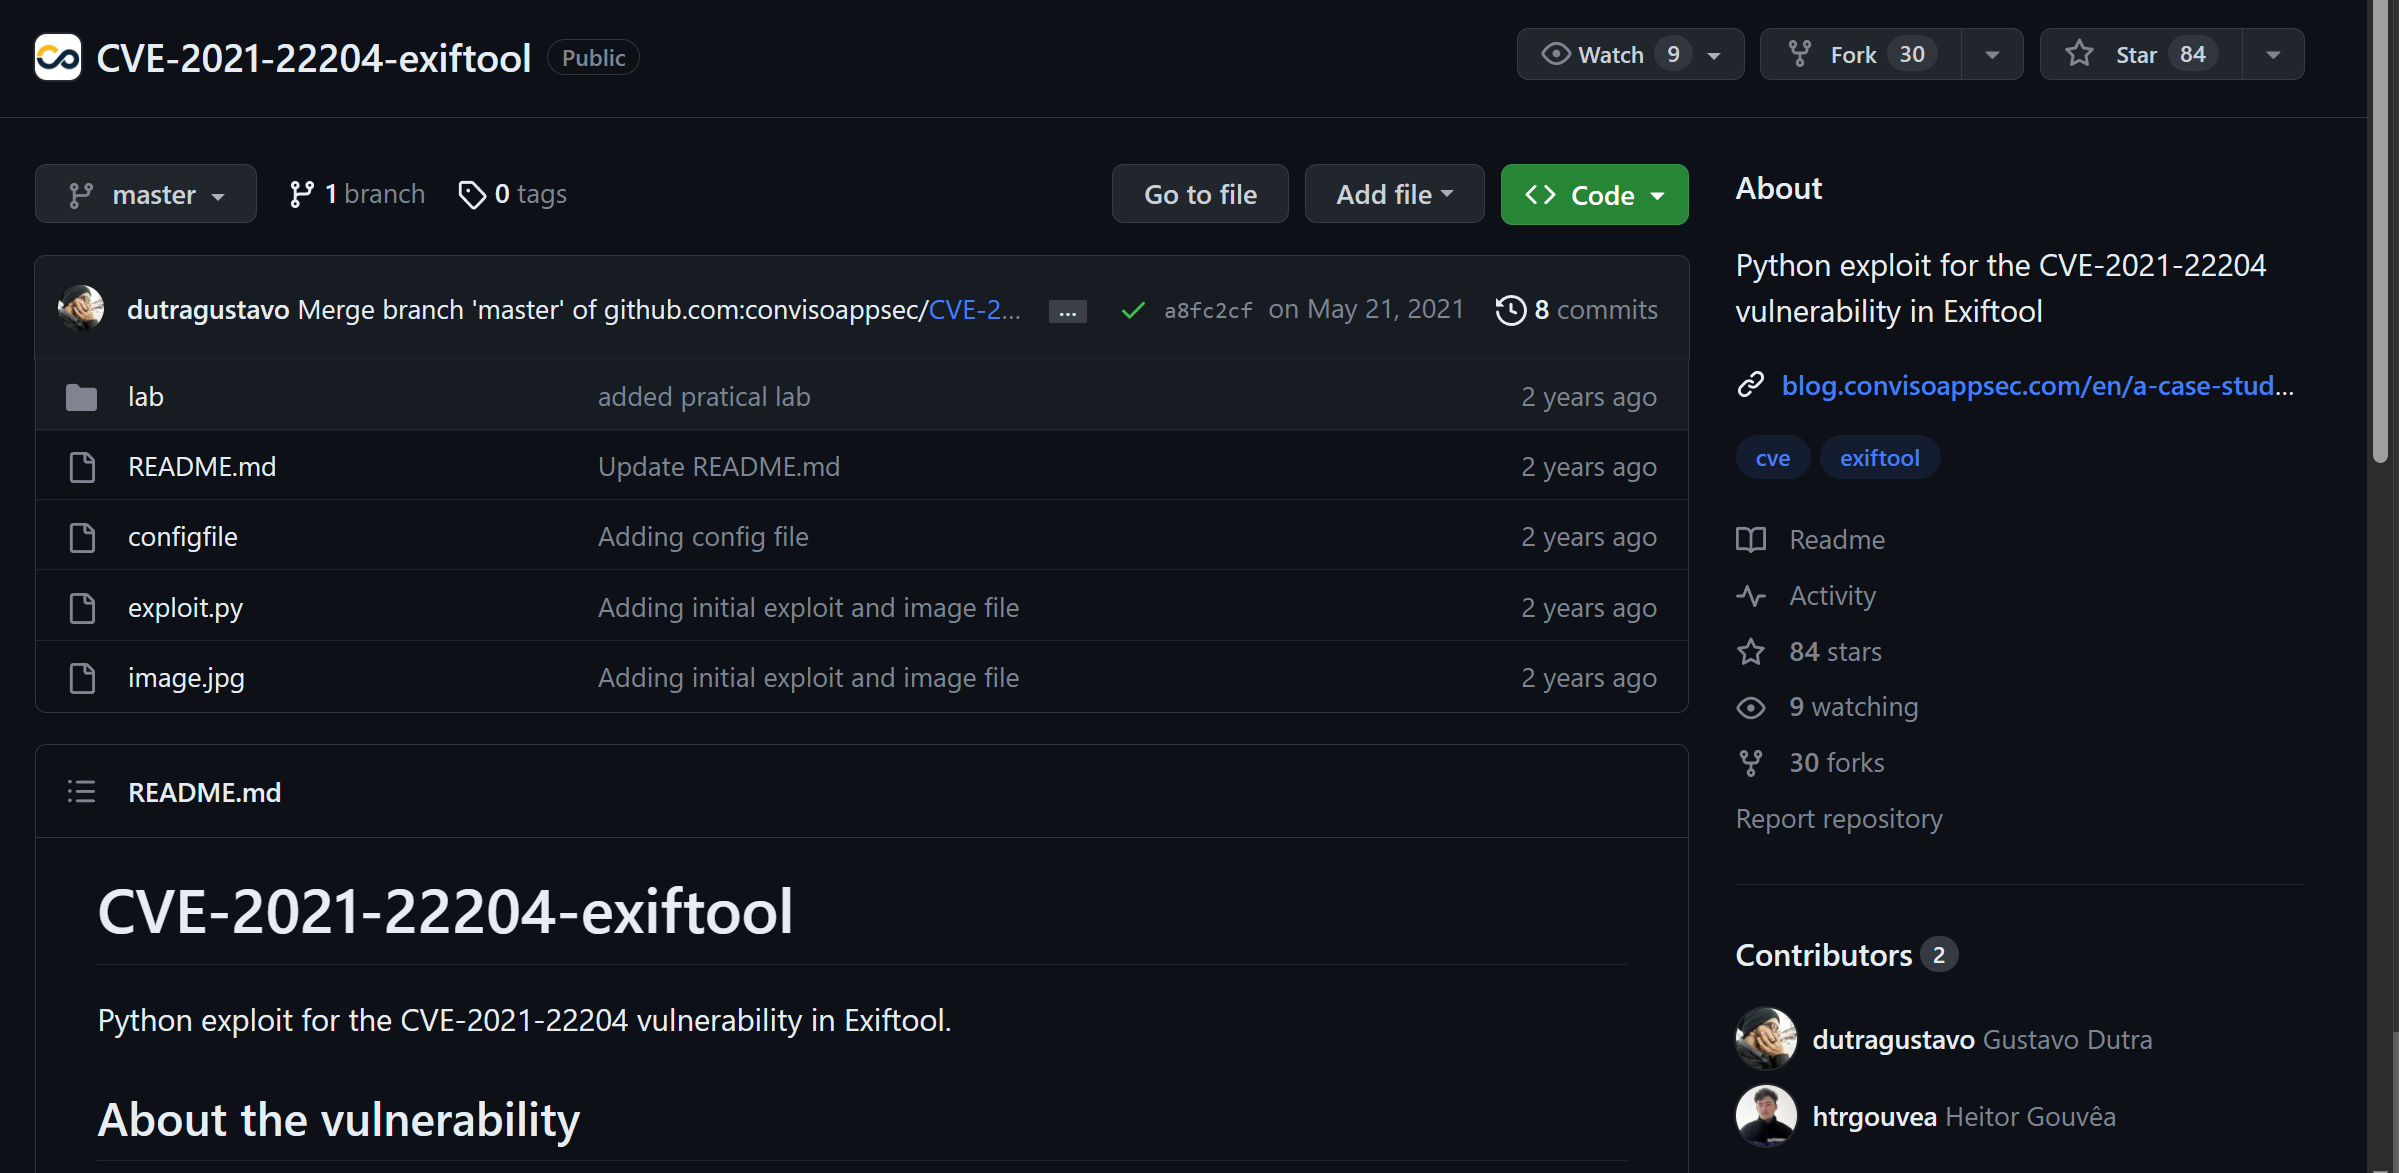 CVE-2021-22204-exiftool Public
Watch 9 Fork 30 Star 84
master 1 branch 0 tags Go to file Add file Code
dutragustavo Merge branch 'master' of github.com:convisoappsec/CVE-2... ... a8fc2cf on May 21, 2021 8 commits
lab added pratical lab 2 years ago
README.md Update README.md 2 years ago
configfile Adding config file 2 years ago
exploit.py Adding initial exploit and image file 2 years ago
image.jpg Adding initial exploit and image file 2 years ago
README.md
CVE-2021-22204-exiftool
Python exploit for the CVE-2021-22204 vulnerability in Exiftool.
About the vulnerability
About
Python exploit for the CVE-2021-22204
vulnerability in Exiftool
blog.convisoappsec.com/en/a-case-stud...
cve exiftool
Readme
Activity
84 stars
9 watching
30 forks
Report repository
Contributors 2
dutragustavo Gustavo Dutra
htrgouvea Heitor Gouvêa